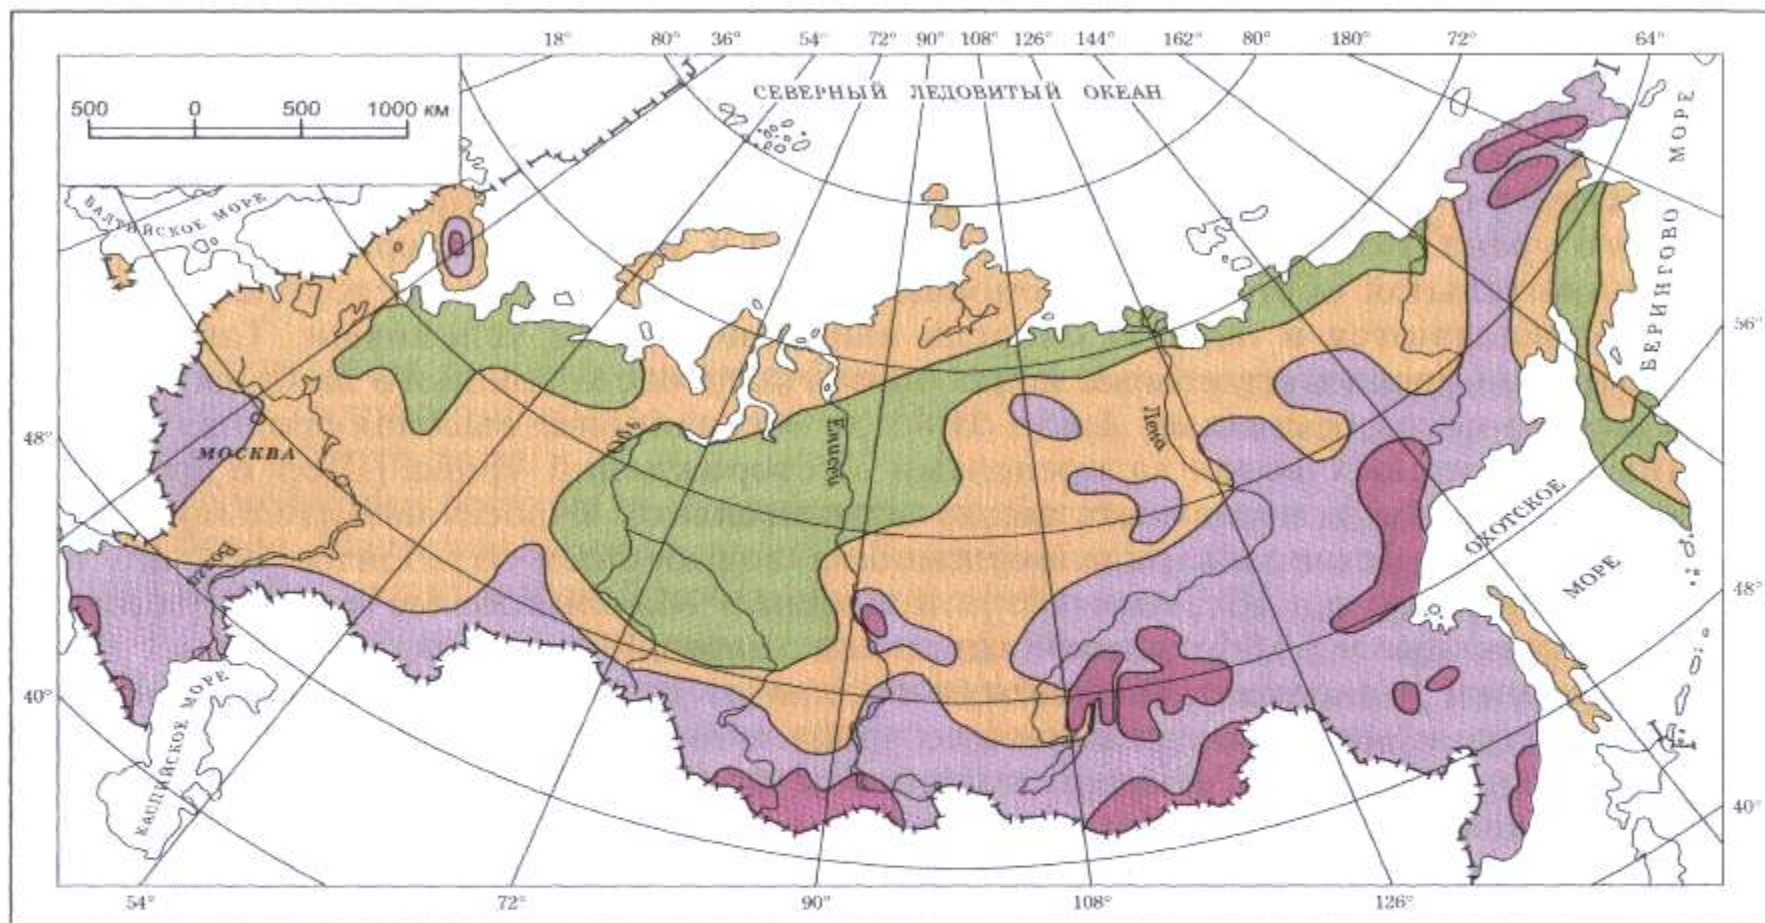 18° 80° 36° 54° 72° 90° 108° 126° 144° 162° 80° 180° 72° 64°
500 0 500 1000 км
СЕВЕРНЫЙ ЛЕДОВИТЫЙ ОКЕАН
БАЛТИЙСКОЕ МОРЕ
БЕРИНГОВО МОРЕ
56°
48°
МОСКВА
Обь
Енисей
Лена
Волга
ОХОТСКОЕ
МОРЕ
48°
40°
КАСПИЙСКОЕ МОРЕ
40°
54° 72° 90° 108° 126°